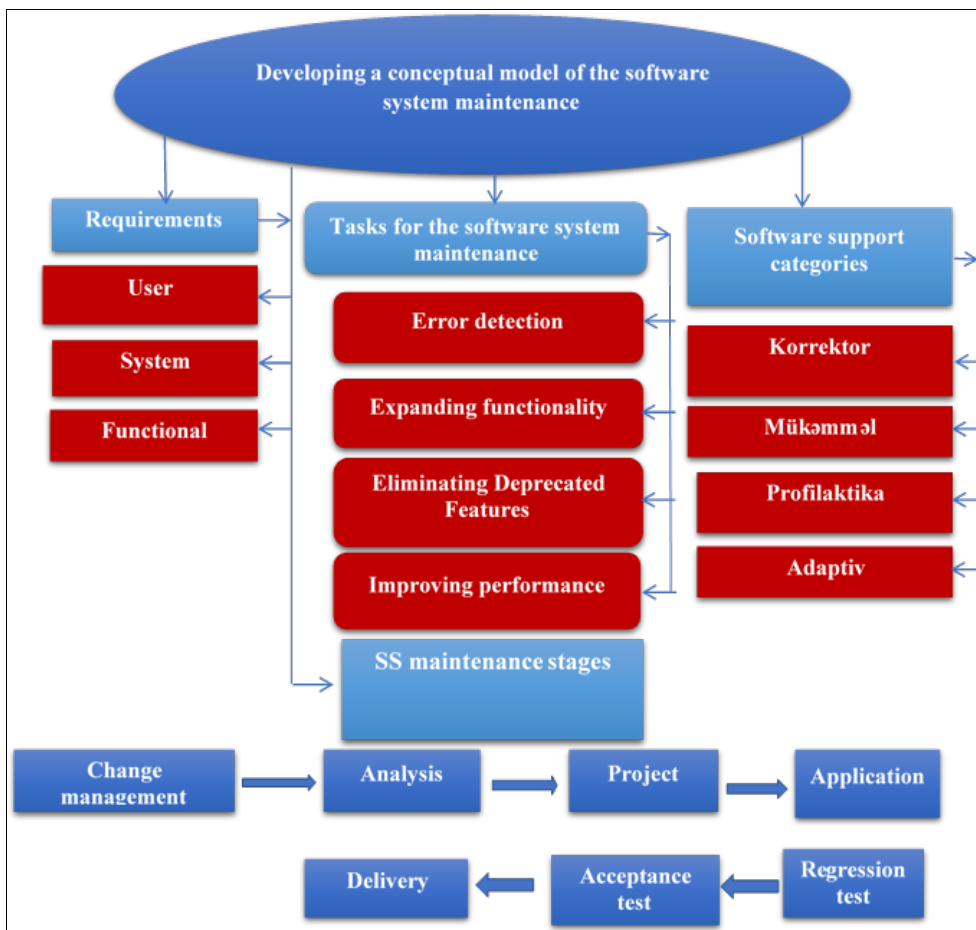 Developing a conceptual model of the software
system maintenance
Requirements
User
System
Functional
Tasks for the software system
maintenance
Error detection
Expanding functionality
Eliminating Deprecated
Features
Improving performance
Software support
categories
Korrektor
Mükəmməl
Profilaktika
Adaptiv
SS maintenance stages
Change
management
Analysis
Project
Application
Regression
test
Acceptance
test
Delivery